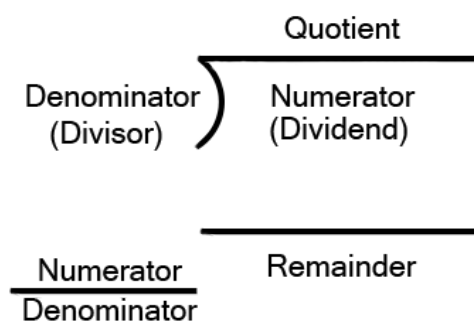 Quotient
Denominator
(Divisor)
Numerator
(Dividend)
Numerator
Denominator
Remainder